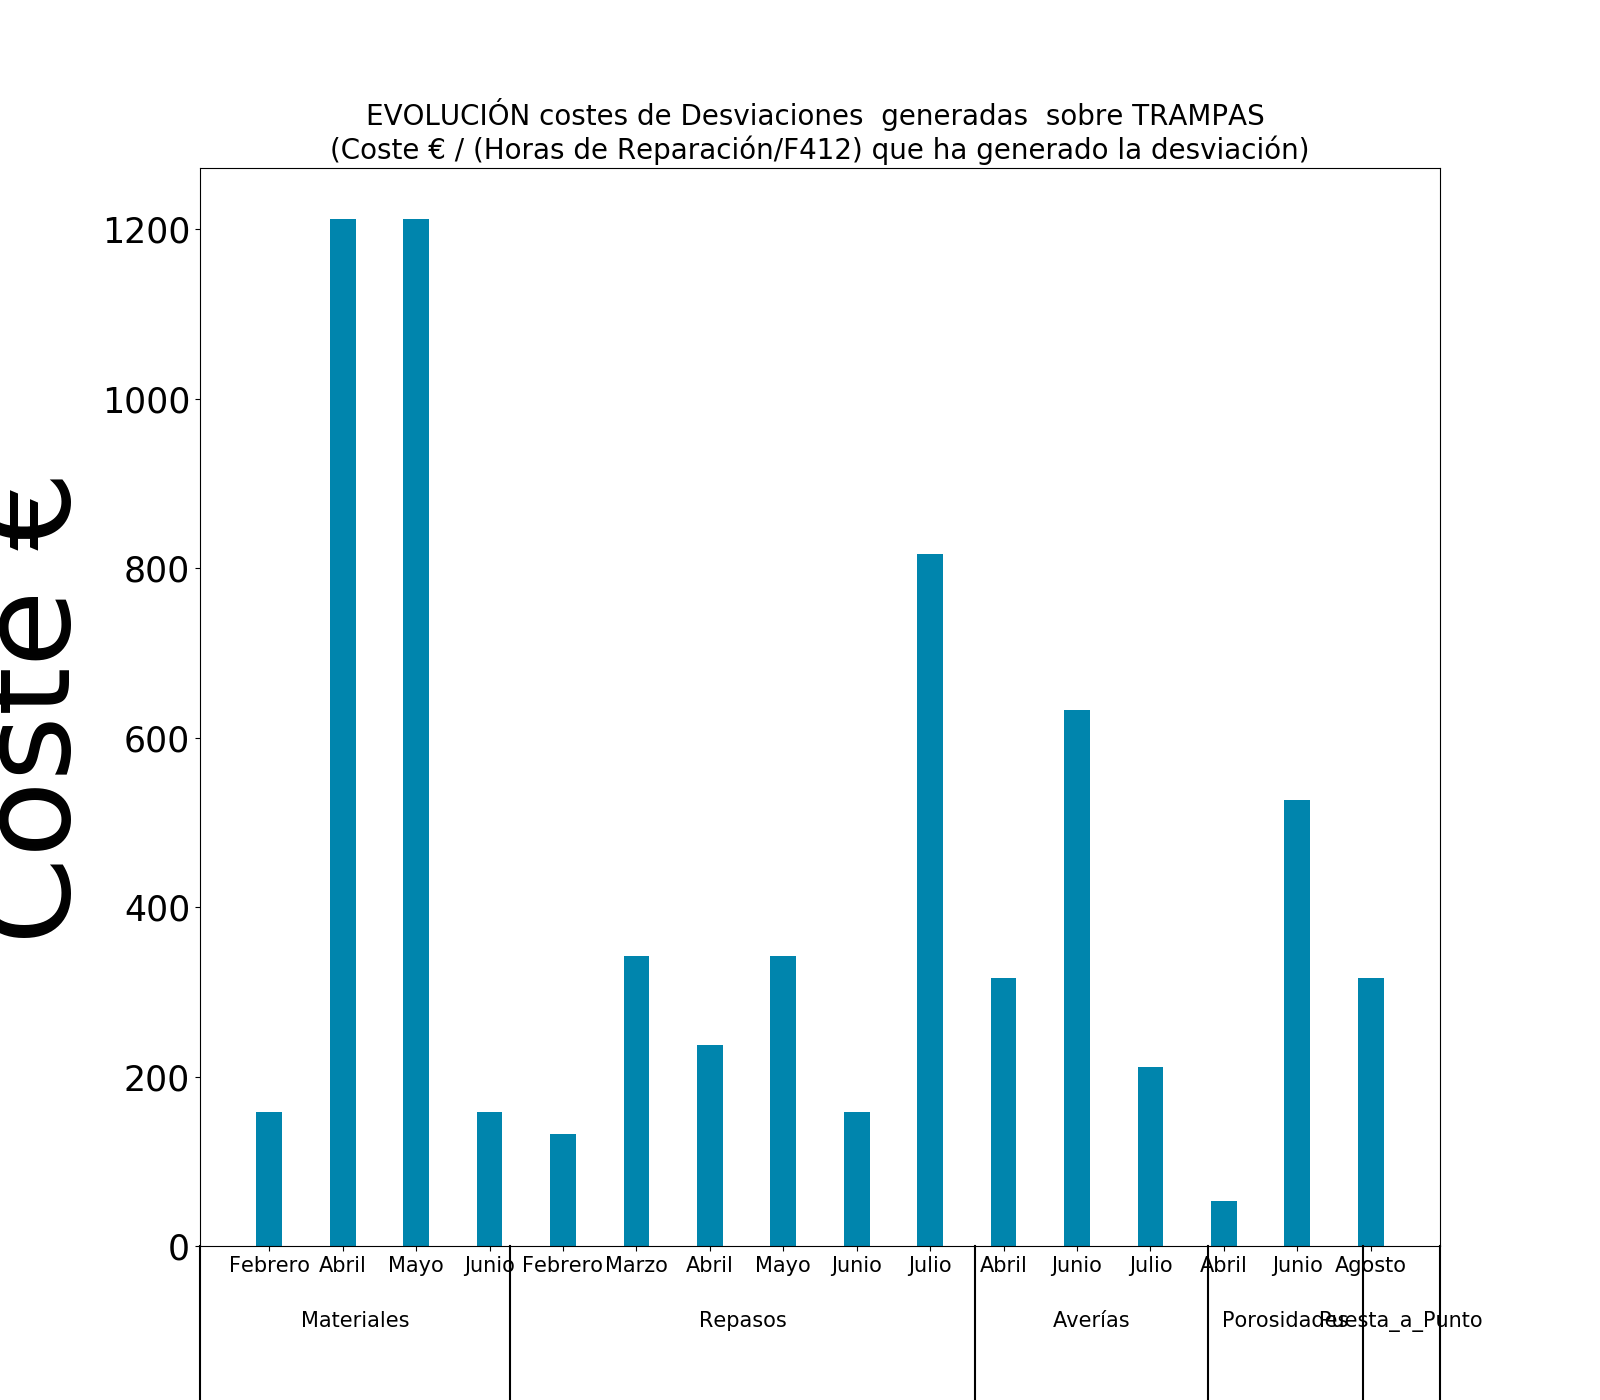 EVOLUCIÓN costes de Desviaciones  generadas  sobre TRAMPAS
(Coste € / (Horas de Reparación/F412) que ha generado la desviación)
Coste €
1200
1000
800
600
400
200
0
Febrero Abril Mayo Junio Febrero Marzo Abril Mayo Junio Julio Abril Junio Julio Abril Junio Agosto
Materiales Repasos Averías Porosidades Puesta_a_Punto